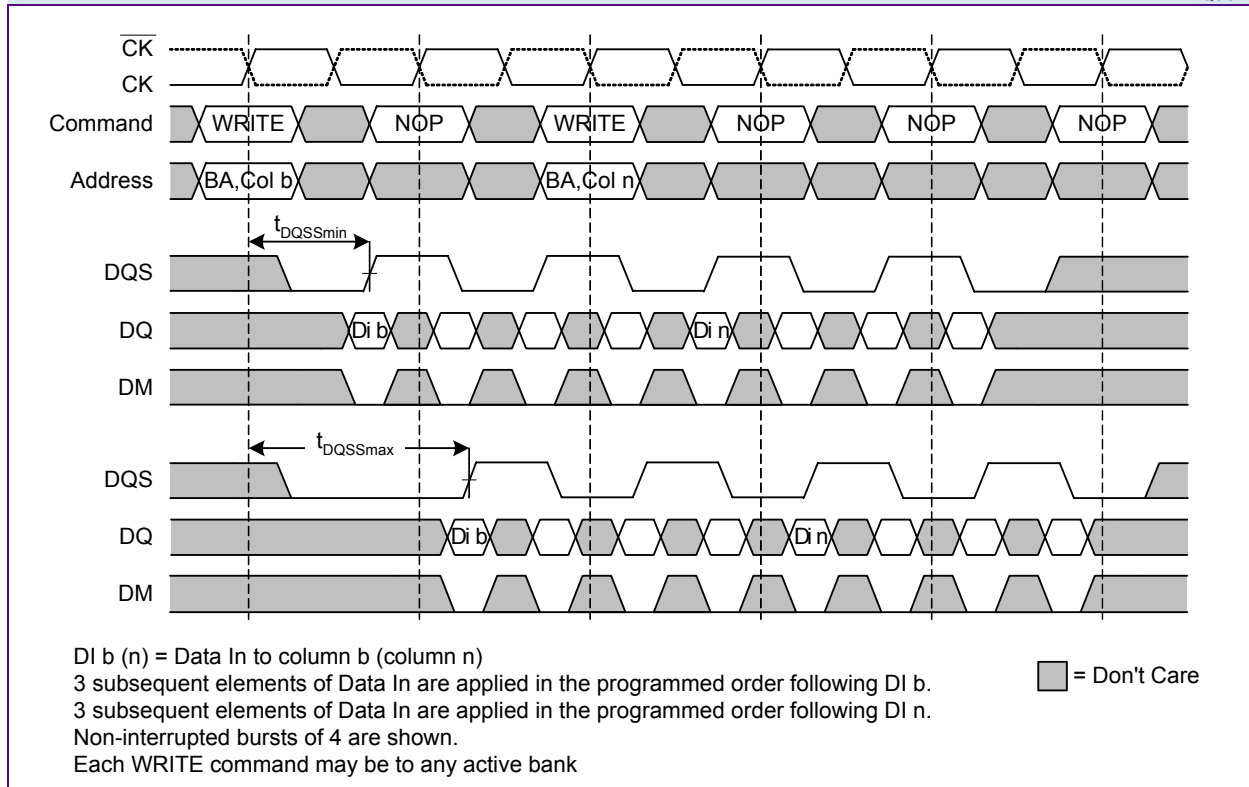 CK
CK
Command WRITE NOP WRITE NOP NOP NOP
Address BA,Col b BA,Col n
tDQSSmin
DQS
DQ Di b Di n
DM
tDQSSmax
DQS
DQ Di b Di n
DM
DI b (n) = Data In to column b (column n)
3 subsequent elements of Data In are applied in the programmed order following DI b.
3 subsequent elements of Data In are applied in the programmed order following DI n.
Non-interrupted bursts of 4 are shown.
Each WRITE command may be to any active bank
= Don't Care